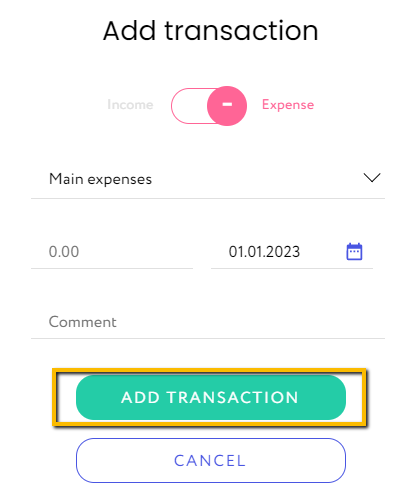 Add transaction
Income Expense
Main expenses
0.00 01.01.2023
Comment
ADD TRANSACTION
CANCEL